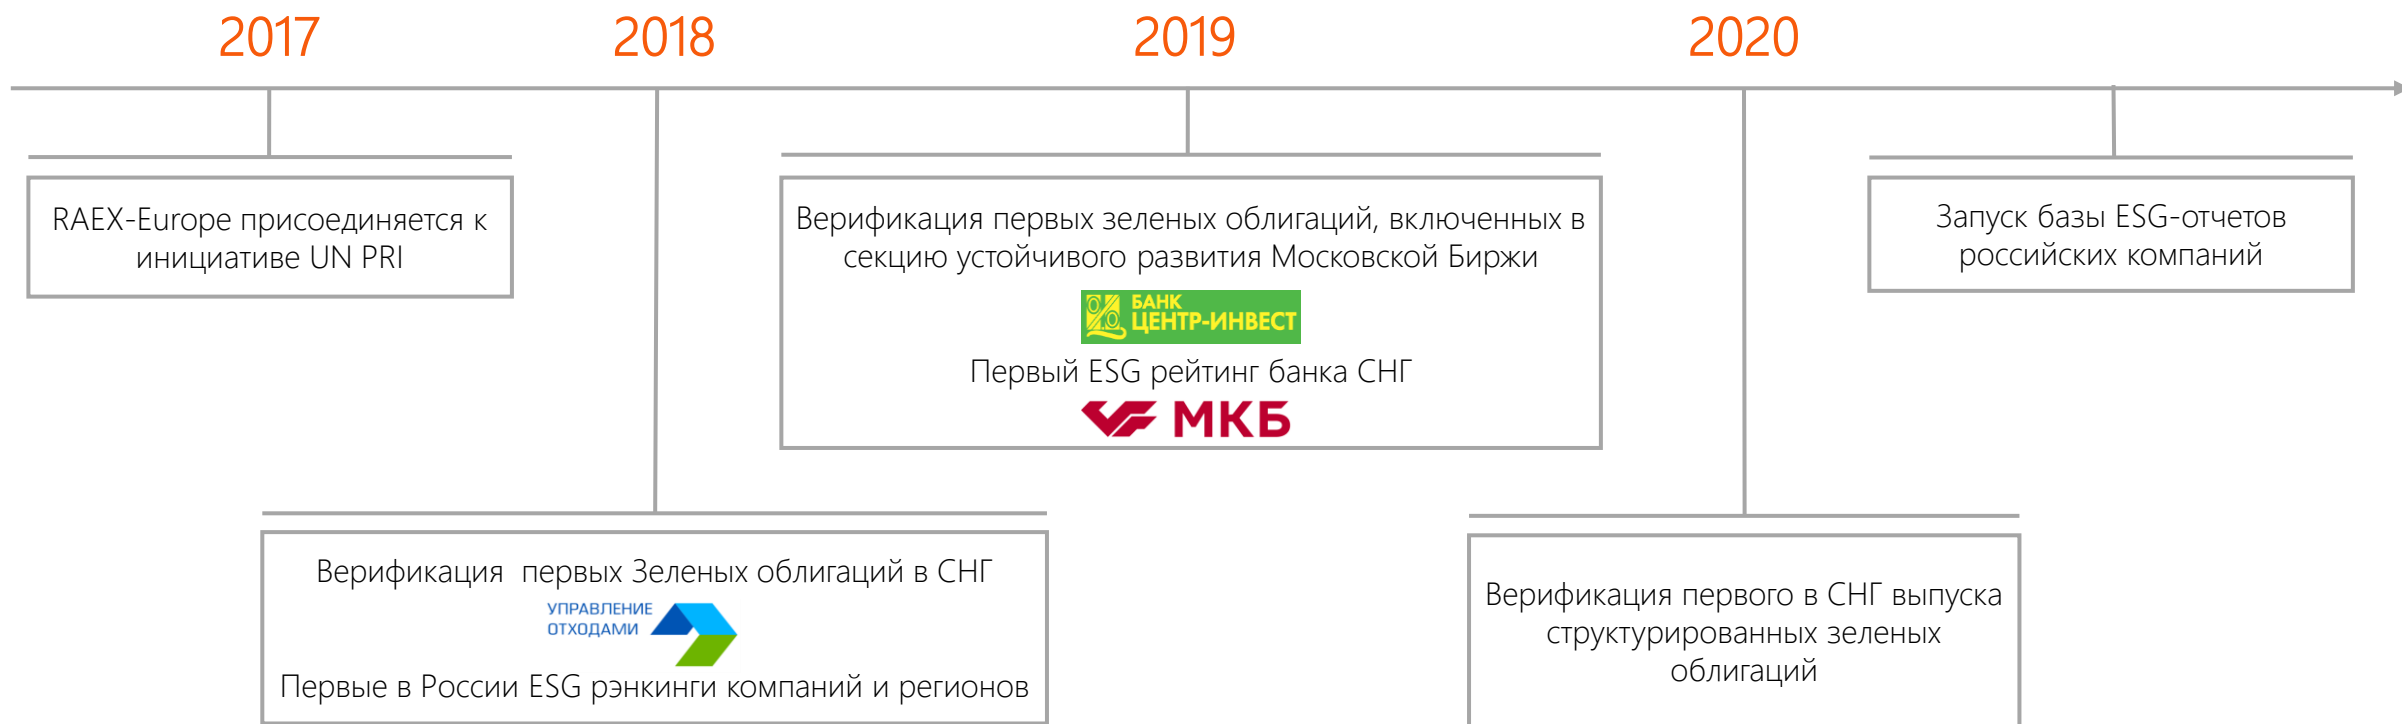 2017
2018
2019
2020
RAEX-Europe присоединяется к
инициативе UN PRI
Верификация первых Зеленых облигаций в СНГ
УПРАВЛЕНИЕ
ОТХОДАМИ
Первые в России ESG рэнкинги компаний и регионов
Верификация первых зеленых облигаций, включенных в
секцию устойчивого развития Московской Биржи
БАНК
ЦЕНТР-ИНВЕСТ
Первый ESG рейтинг банка СНГ
МКБ
Верификация первого в СНГ выпуска
структурированных зеленых
облигаций
Запуск базы ESG-отчетов
российских компаний